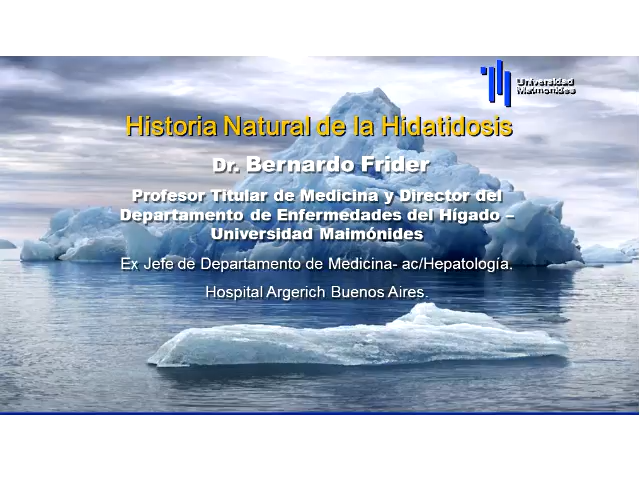 Universidad
Maimónides
Historia Natural de la Hidatidosis
Dr. Bernardo Frider
Profesor Titular de Medicina y Director del
Departamento de Enfermedades del Hígado –
Universidad Maimónides
Ex Jefe de Departamento de Medicina- ac/Hepatología.
Hospital Argerich Buenos Aires.